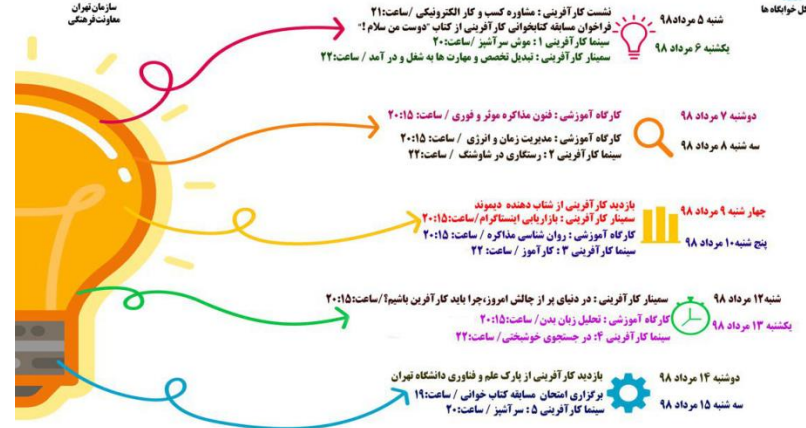 سازمان تهران
معاونت فرهنگی
کل خوابگاه ها
شنبه ۵ مرداد ۹۸
یکشنبه ۶ مرداد ۹۸
نشست کارآفرینی : مشاوره کسب و کار الکترونیکی /ساعت:۲۱
فراخوان مسابقه کتابخوانی کارآفرینی از کتاب "دوست من سلام !"
سینما کارآفرینی ۱ : موش سرآشپز /ساعت:۲۰
سمینار کارآفرینی : تبدیل تخصص و مهارت ها به شغل و در آمد /ساعت:۲۲
دوشنبه ۷ مرداد ۹۸
سه شنبه ۸ مرداد ۹۸
کارگاه آموزشی : فنون مذاکره موثر و فوری / ساعت: ۲۰:۱۵
کارگاه آموزشی : مدیریت زمان و انرژی / ساعت: ۲۰:۱۵
سینما کارآفرینی ۲ : رستگاری در شاوشنگ / ساعت:۲۲
چهار شنبه ۹ مرداد ۹۸
پنج شنبه ۱۰ مرداد ۹۸
بازدید کارآفرینی از شتاب دهنده دیموند
سمینار کارآفرینی : بازاریابی اینستاگرام/ساعت:۲۰:۱۵
کارگاه آموزشی : روان شناسی مذاکره / ساعت: ۲۰:۱۵
سینما کارآفرینی ۳ : کارآموز / ساعت: ۲۲
شنبه ۱۲ مرداد ۹۸
یکشنبه ۱۳ مرداد ۹۸
سمینار کارآفرینی : در دنیای پر از چالش امروز،چرا باید کارآفرین باشیم؟/ساعت:۲۰:۱۵
کارگاه آموزشی : تحلیل زبان بدن/ ساعت:۲۰:۱۵
سینما کارآفرینی ۴: در جستجوی خوشبختی/ ساعت:۲۲
دوشنبه ۱۴ مرداد ۹۸
سه شنبه ۱۵ مرداد ۹۸
بازدید کارآفرینی از پارک علم و فناوری دانشگاه تهران
برگزاری امتحان مسابقه کتاب خوانی / ساعت:۱۹
سینما کارآفرینی ۵ : سرآشپز / ساعت:۲۰